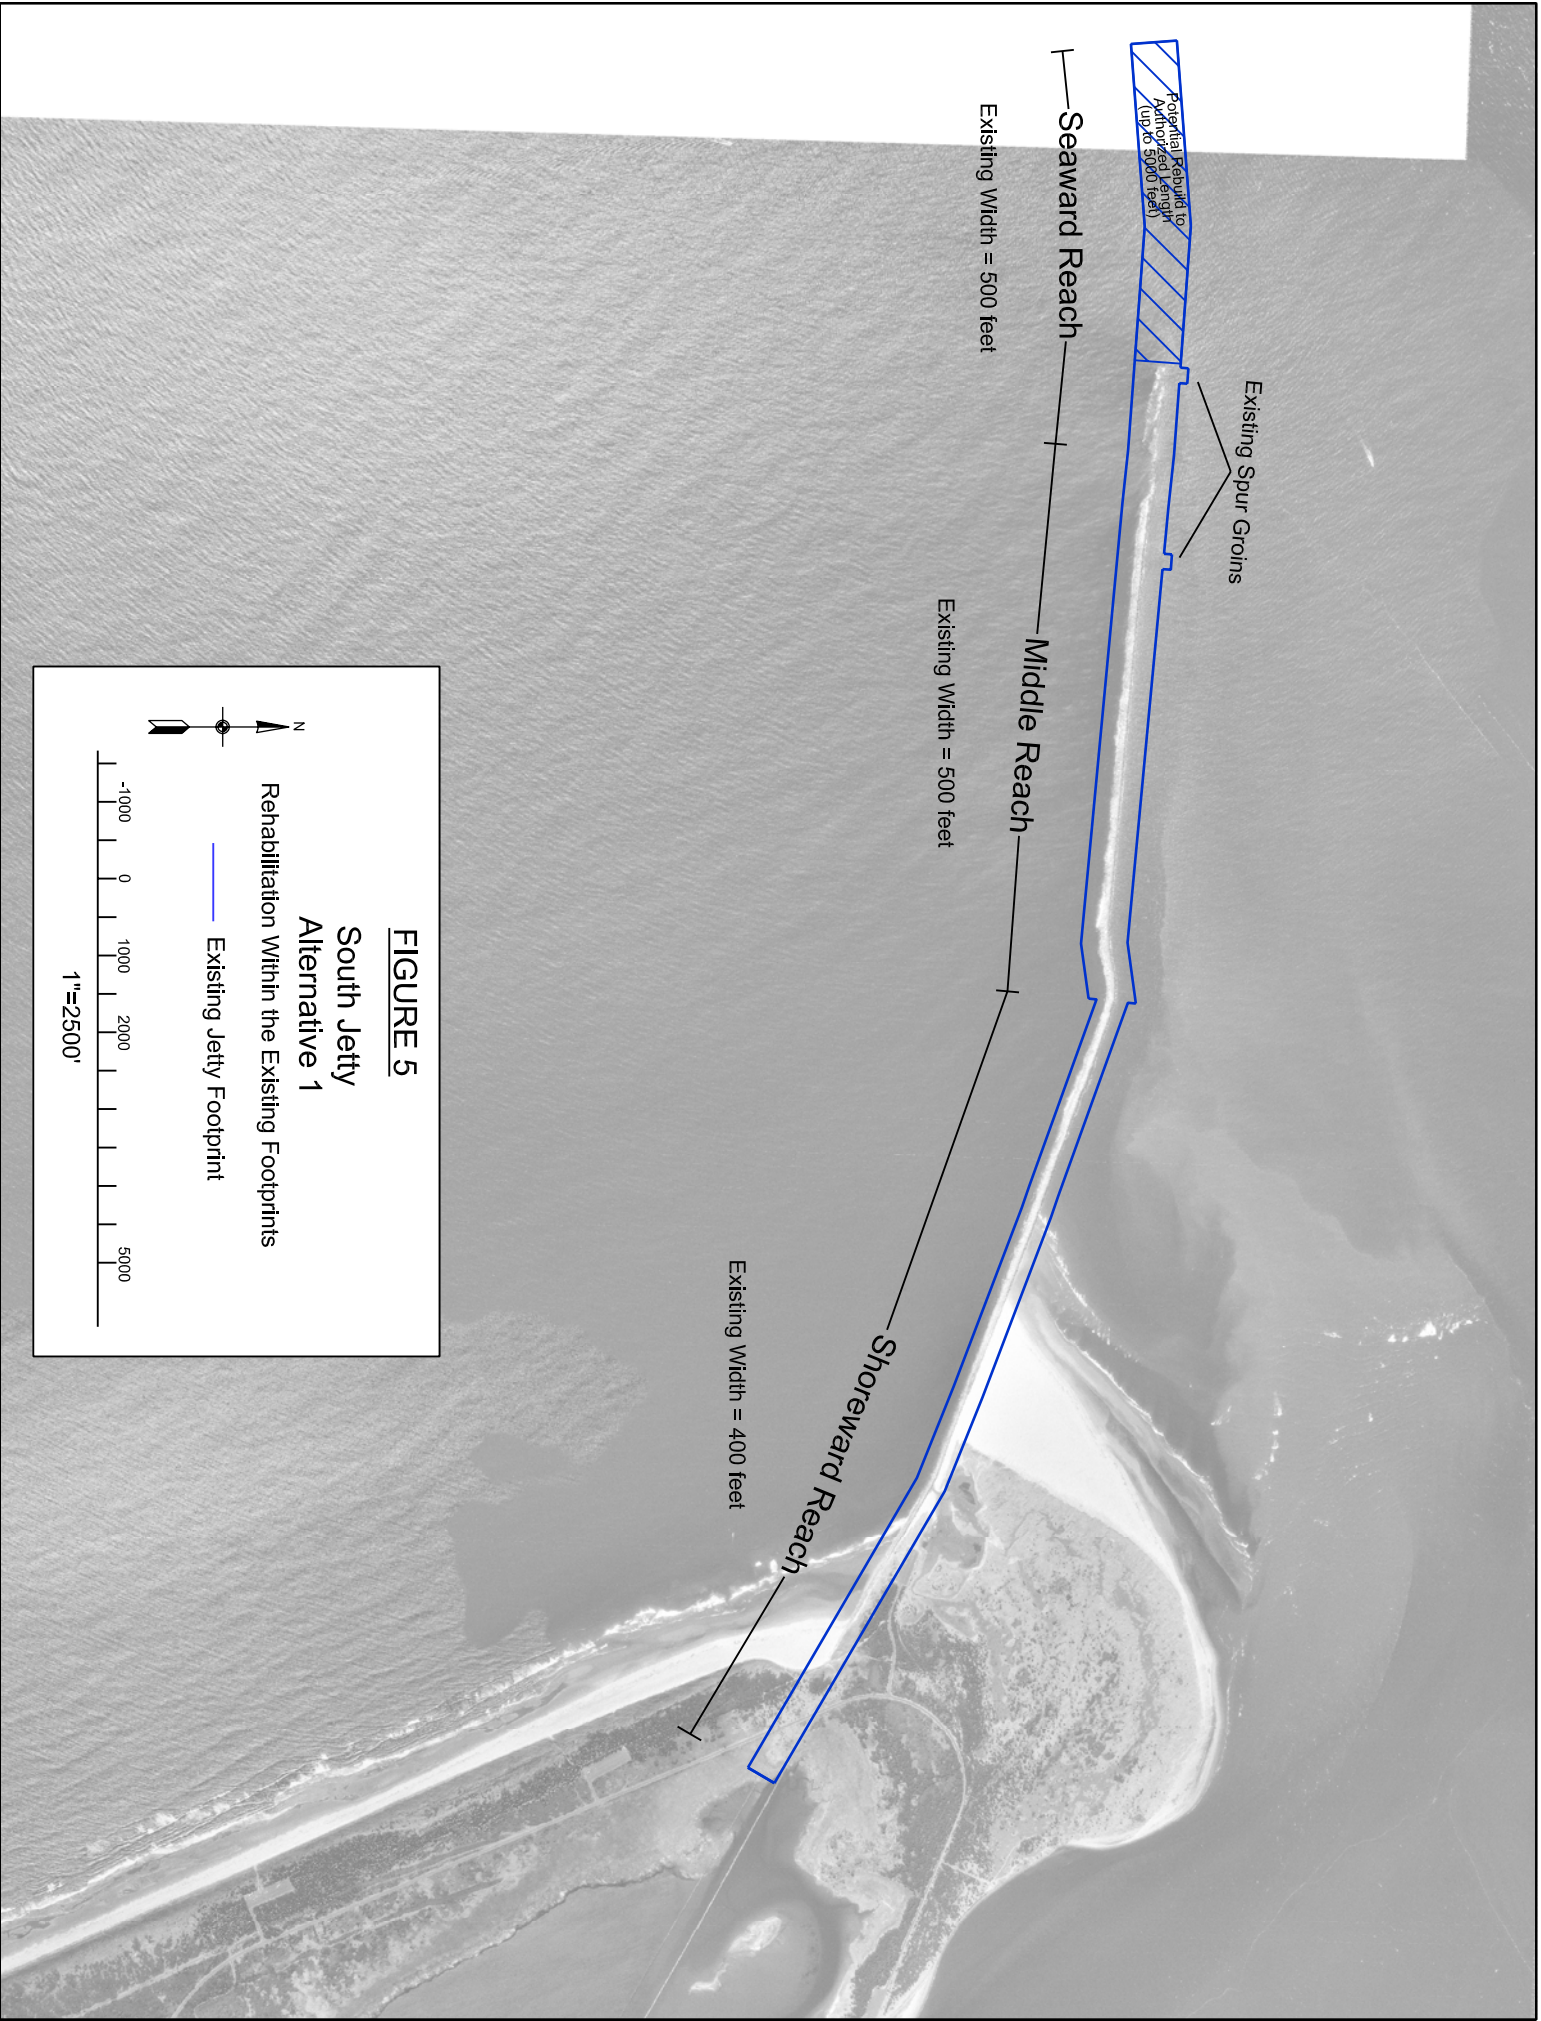 Potential Rebuild to
Authorized Length
(up to 5000 feet)
Existing Spur Groins
Seaward Reach
Existing Width = 500 feet
Middle Reach
Existing Width = 500 feet
Shoreward Reach
Existing Width = 400 feet
FIGURE 5
South Jetty
Alternative 1
Rehabilitation Within the Existing Footprints
Existing Jetty Footprint
N
-1000 0 1000 2000 5000
1"=2500'